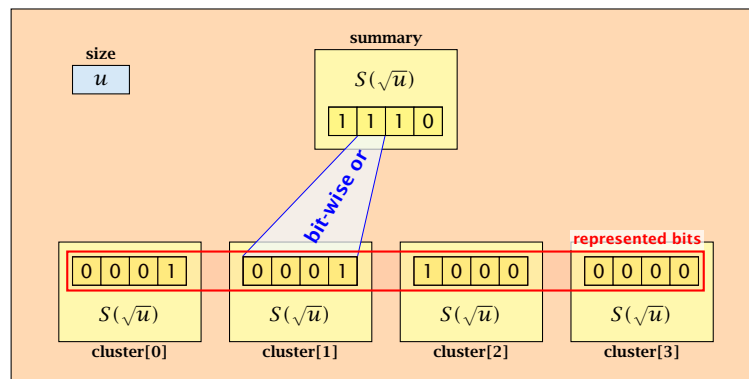 summary
size
u
S(√u)
1 1 1 0
bit-wise or
represented bits
0 0 0 1
0 0 0 1
1 0 0 0
0 0 0 0
S(√u)
S(√u)
S(√u)
S(√u)
cluster[0]
cluster[1]
cluster[2]
cluster[3]